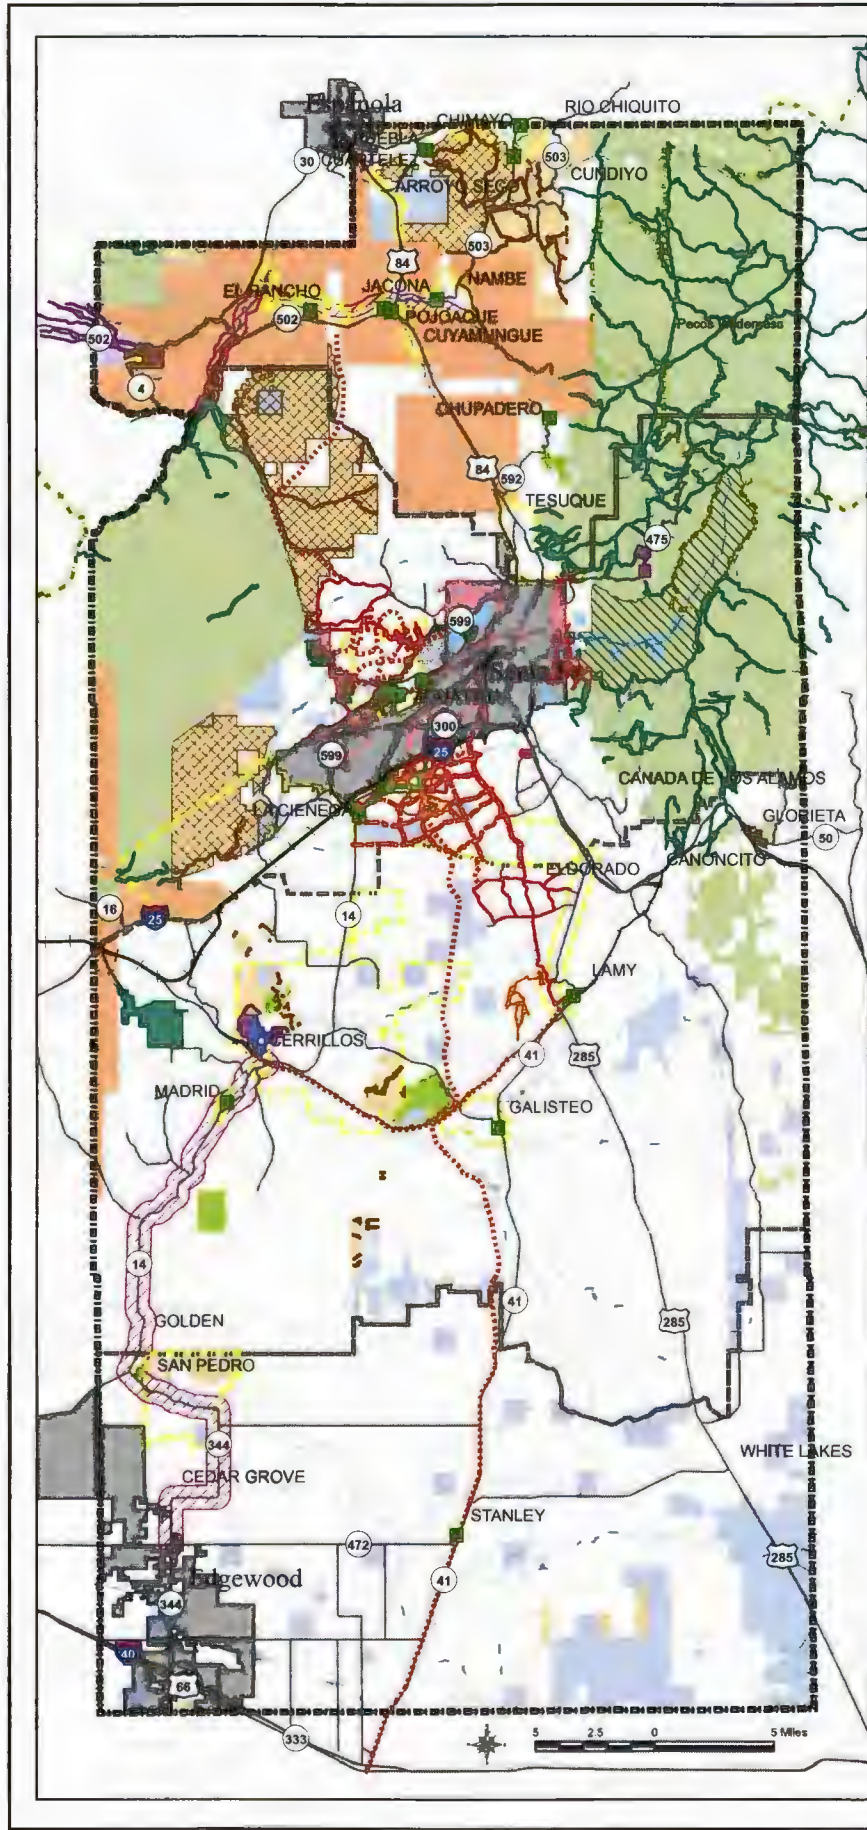 Española
CHIMAYO
RIO CHIQUITO
30
CUARTELEZ
503
ARROYO SECO
CUNDIYO
503
84
EL RANCHO
JACONA
NAMBE
502
502
POJOAQUE
CUYAMUNGUE
Pecos Wilderness
4
CHUPADERO
84
592
TESUQUE
475
599
300
599
25
CANADA DE LOS ALAMOS
LA CIENEGA
GLORIETA
50
ELDORADO
CANONCITO
16
25
14
LAMY
CERRILLOS
41
285
MADRID
GALISTEO
14
41
GOLDEN
285
SAN PEDRO
344
WHITE LAKES
CEDAR GROVE
STANLEY
472
285
Edgewood
41
344
40
66
333
5 2.5 0 5 Miles